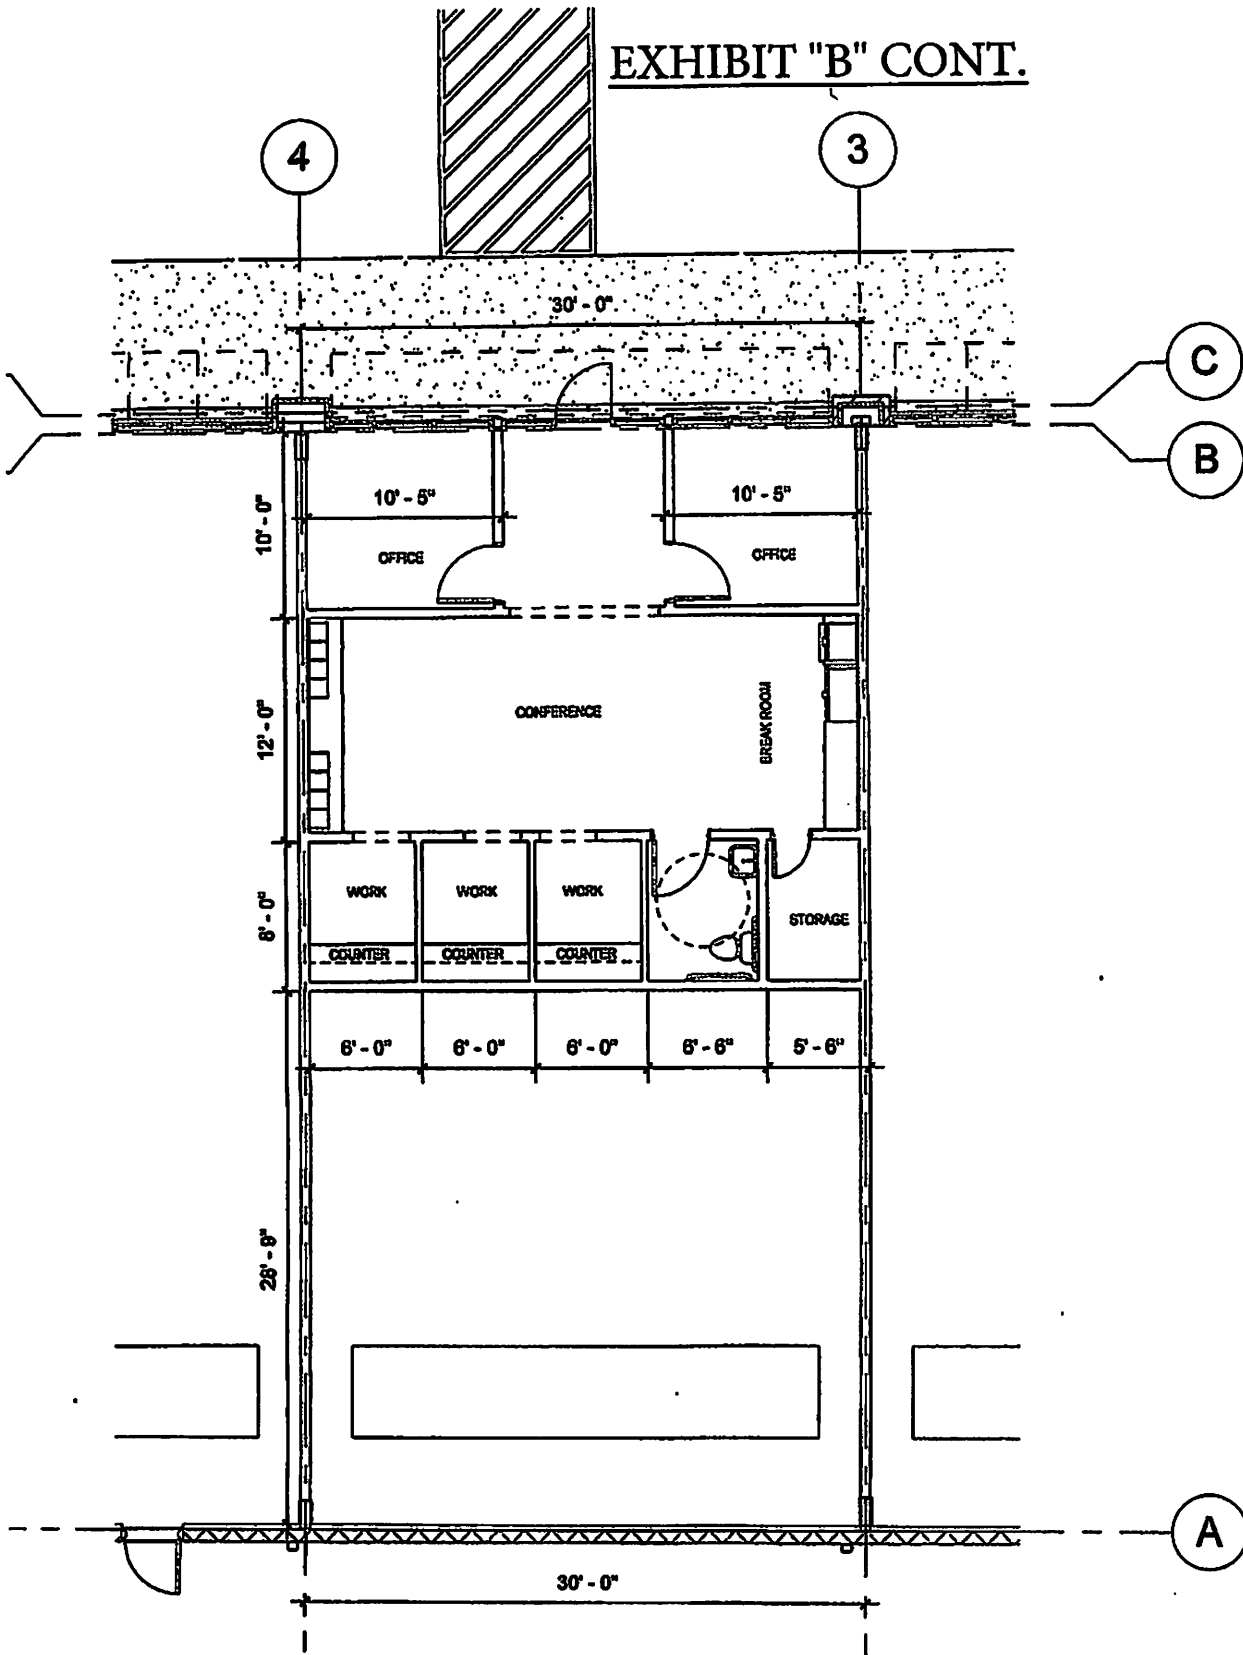 EXHIBIT "B" CONT.
4
3
30' - 0"
C
B
10' - 0"
10' - 5"
10' - 5"
OFFICE
OFFICE
12' - 0"
CONFERENCE
BREAK ROOM
8' - 0"
WORK
WORK
WORK
STORAGE
COUNTER
COUNTER
COUNTER
6' - 0"
6' - 0"
6' - 0"
6' - 6"
5' - 6"
28' - 9"
A
30' - 0"